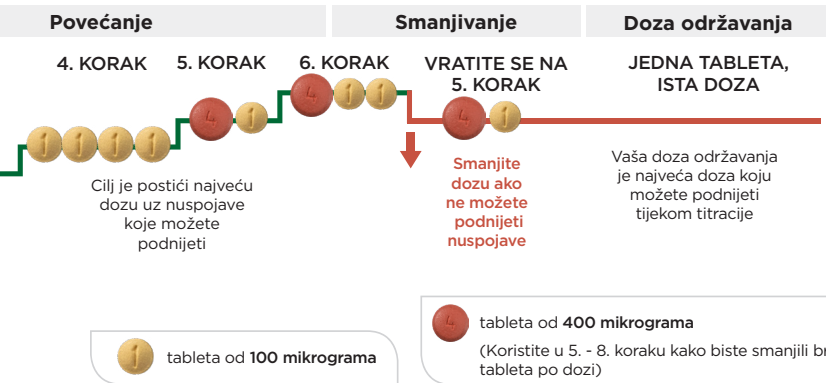 Povećanje
Smanjivanje
Doza održavanja
4. KORAK
5. KORAK
6. KORAK
VRATITE SE NA
5. KORAK
JEDNA TABLETA,
ISTA DOZA
Cilj je postići najveću
dozu uz nuspojave
koje možete
podnijeti
Smanjite
dozu ako
ne možete
podnijeti
nuspojave
Vaša doza održavanja
je najveća doza koju
možete podnijeti
tijekom titracije
tableta od 100 mikrograma
4
tableta od 400 mikrograma
(Koristite u 5. - 8. koraku kako biste smanjili
tableta po dozi)